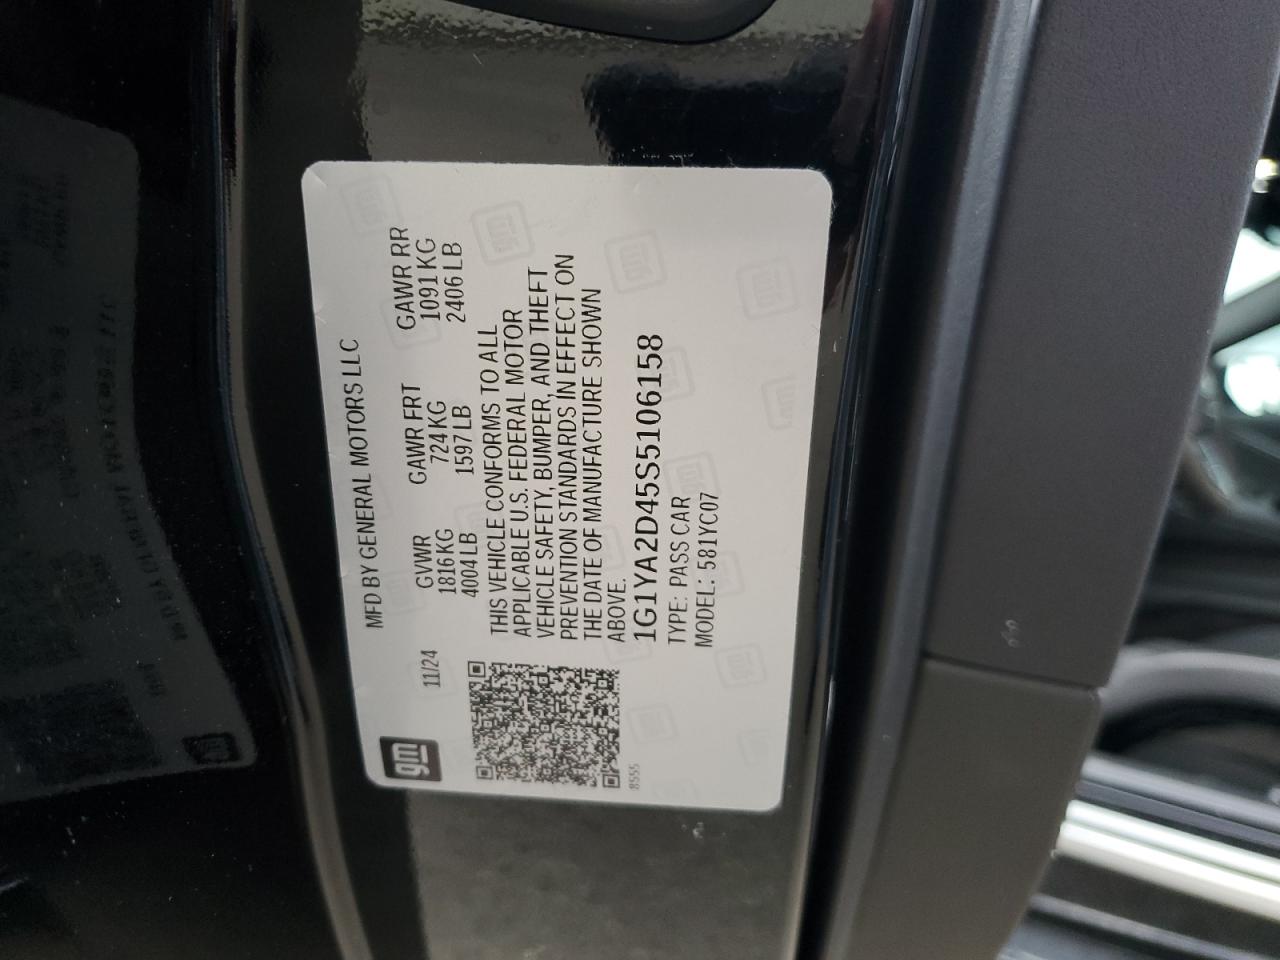 gm
MFD BY GENERAL MOTORS LLC
11/24
GVWR GAWR FRT GAWR RR
1816 KG 724 KG 1091 KG
4004 LB 1597 LB 2406 LB
THIS VEHICLE CONFORMS TO ALL
APPLICABLE U.S. FEDERAL MOTOR
VEHICLE SAFETY, BUMPER, AND THEFT
PREVENTION STANDARDS IN EFFECT ON
THE DATE OF MANUFACTURE SHOWN
ABOVE.
1G1YA2D45S5106158
TYPE: PASS CAR
MODEL: 581YC07
8555